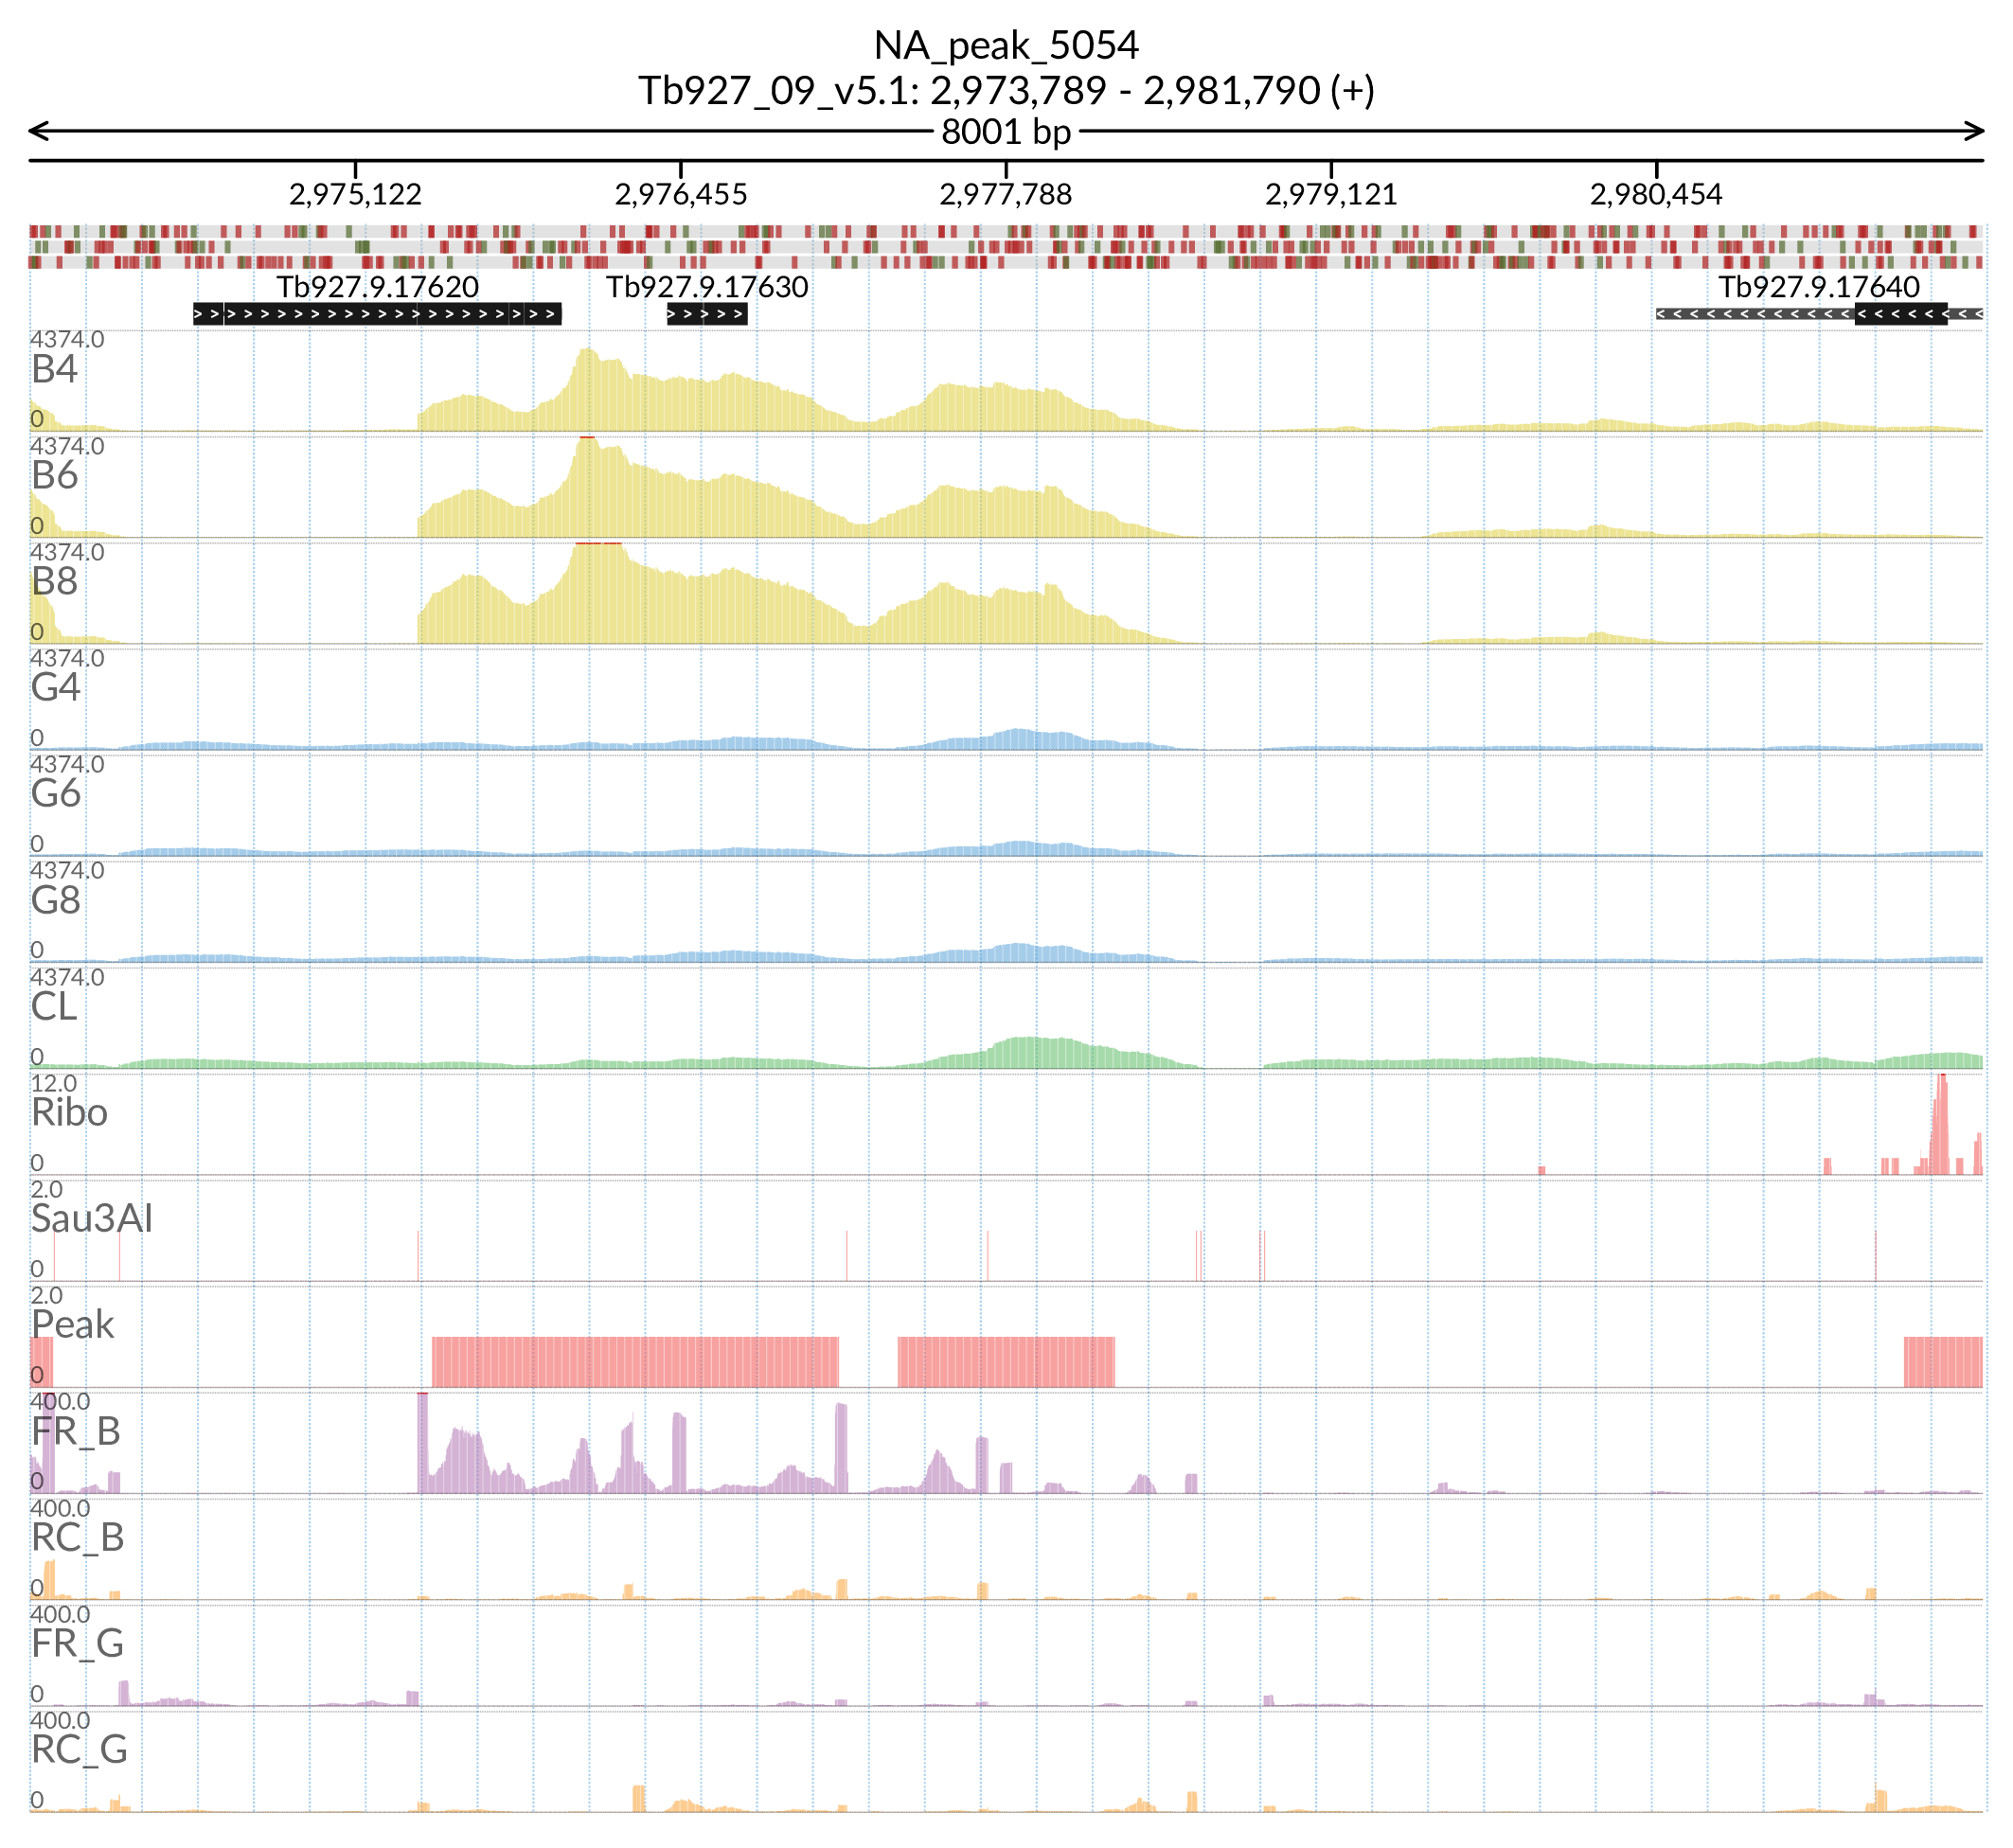 NA_peak_5054
Tb927_09_v5.1: 2,973,789 - 2,981,790 (+)
8001 bp
2,975,122 2,976,455 2,977,788 2,979,121 2,980,454
Tb927.9.17620 Tb927.9.17630 Tb927.9.17640
4374.0
B4
0
4374.0
B6
0
4374.0
B8
0
4374.0
G4
0
4374.0
G6
0
4374.0
G8
0
4374.0
CL
0
12.0
Ribo
0
2.0
Sau3AI
0
2.0
Peak
0
400.0
FR_B
0
400.0
RC_B
0
400.0
FR_G
0
400.0
RC_G
0